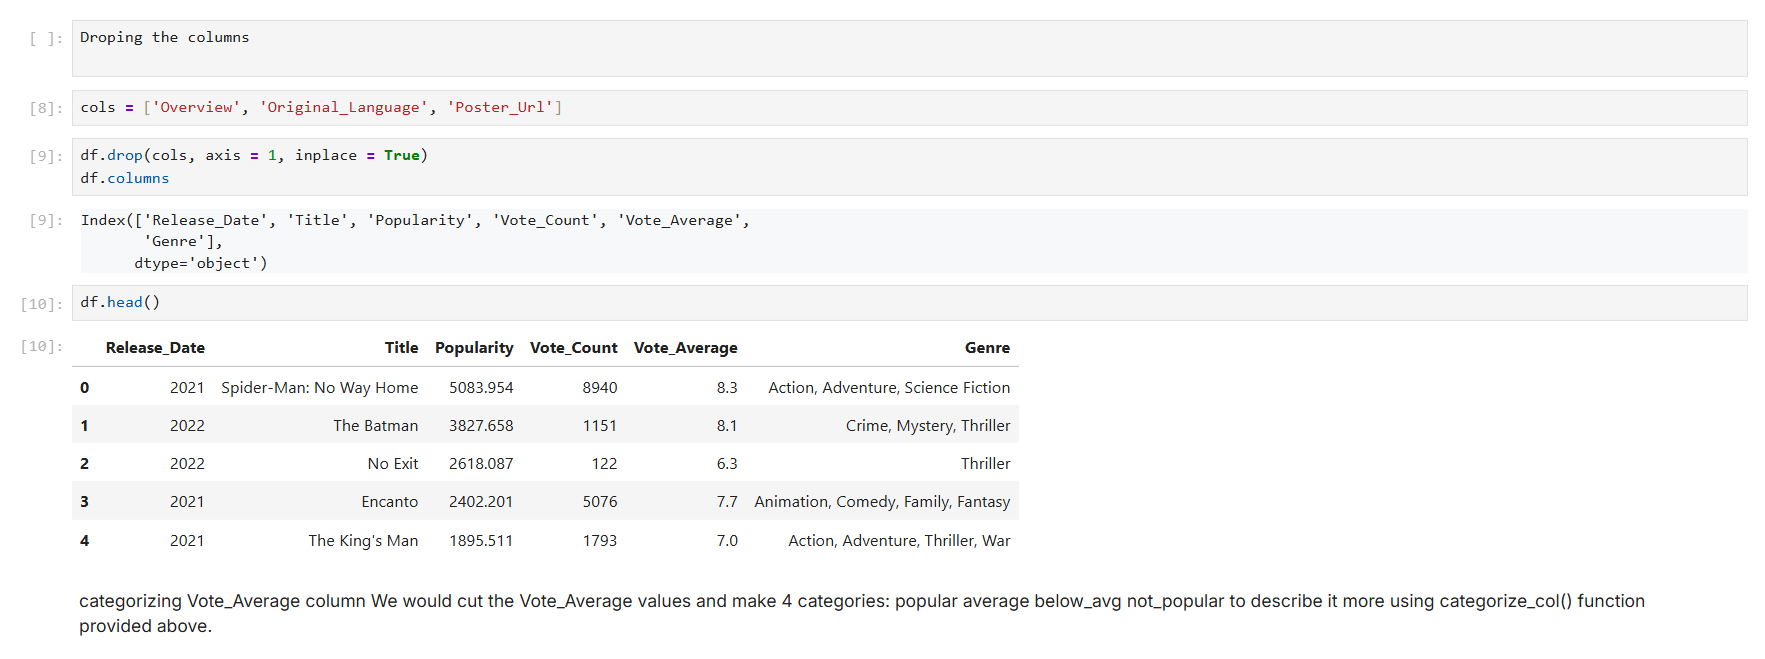 [ ]: Droping the columns
[8]: cols = ['Overview', 'Original_Language', 'Poster_Url']
[9]: df.drop(cols, axis = 1, inplace = True)
df.columns
[9]: Index(['Release_Date', 'Title', 'Popularity', 'Vote_Count', 'Vote_Average',
'Genre'],
dtype='object')
[10]: df.head()
[10]: Release_Date Title Popularity Vote_Count Vote_Average Genre
0 2021 Spider-Man: No Way Home 5083.954 8940 8.3 Action, Adventure, Science Fiction
1 2022 The Batman 3827.658 1151 8.1 Crime, Mystery, Thriller
2 2022 No Exit 2618.087 122 6.3 Thriller
3 2021 Encanto 2402.201 5076 7.7 Animation, Comedy, Family, Fantasy
4 2021 The King's Man 1895.511 1793 7.0 Action, Adventure, Thriller, War
categorizing Vote_Average column We would cut the Vote_Average values and make 4 categories: popular average below_avg not_popular to describe it more using categorize_col() function
provided above.